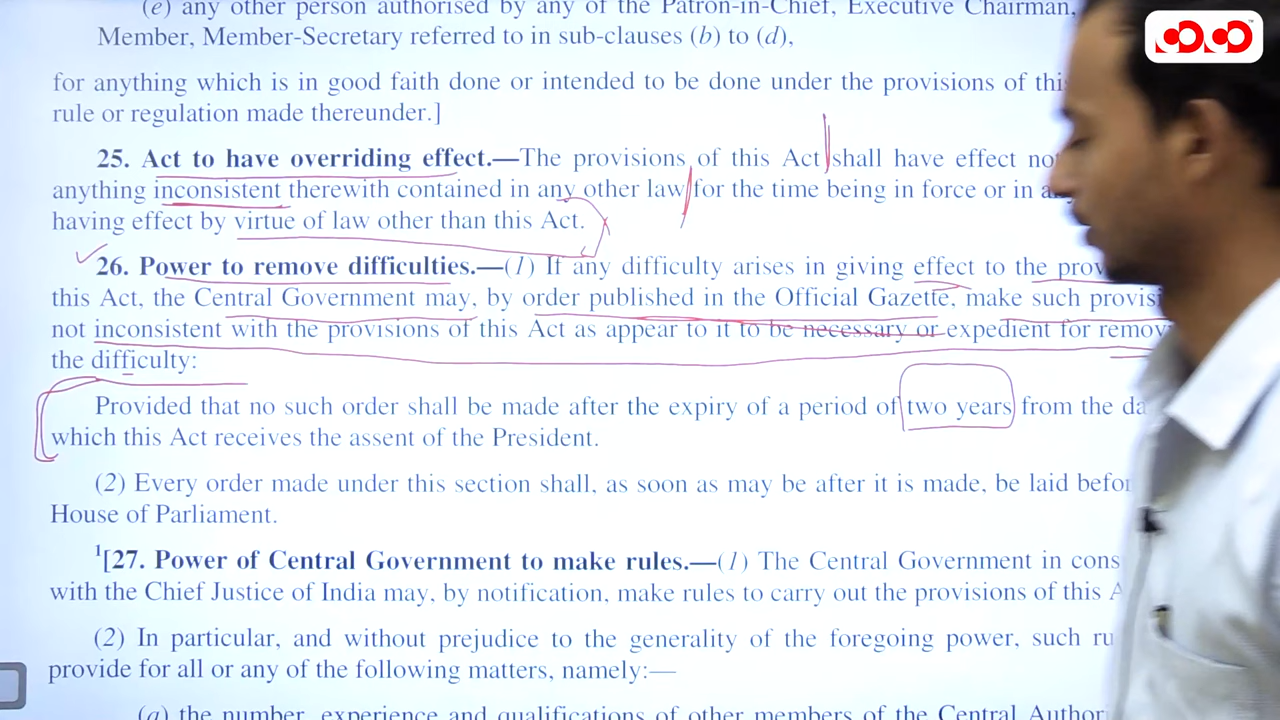 (e) any other person authorised by any of the Patron-in-Chief, Executive Chairman,
Member, Member-Secretary referred to in sub-clauses (b) to (d),
for anything which is in good faith done or intended to be done under the provisions of
rule or regulation made thereunder.]
25. Act to have overriding effect.—The provisions of this Act shall have effect
anything inconsistent therewith contained in any other law for the time being in force or in
having effect by virtue of law other than this Act.
26. Power to remove difficulties.—(1) If any difficulty arises in giving effect to the
this Act, the Central Government may, by order published in the Official Gazette, make such
not inconsistent with the provisions of this Act as appear to it to be necessary or expedient for
the difficulty:
Provided that no such order shall be made after the expiry of a period of two years from the
which this Act receives the assent of the President.
(2) Every order made under this section shall, as soon as may be after it is made, be laid
House of Parliament.
1[27. Power of Central Government to make rules.—(1) The Central Government in
with the Chief Justice of India may, by notification, make rules to carry out the provisions of this
(2) In particular, and without prejudice to the generality of the foregoing power, such
provide for all or any of the following matters, namely:—
(a) the number, experience and qualifications of other members of the Central